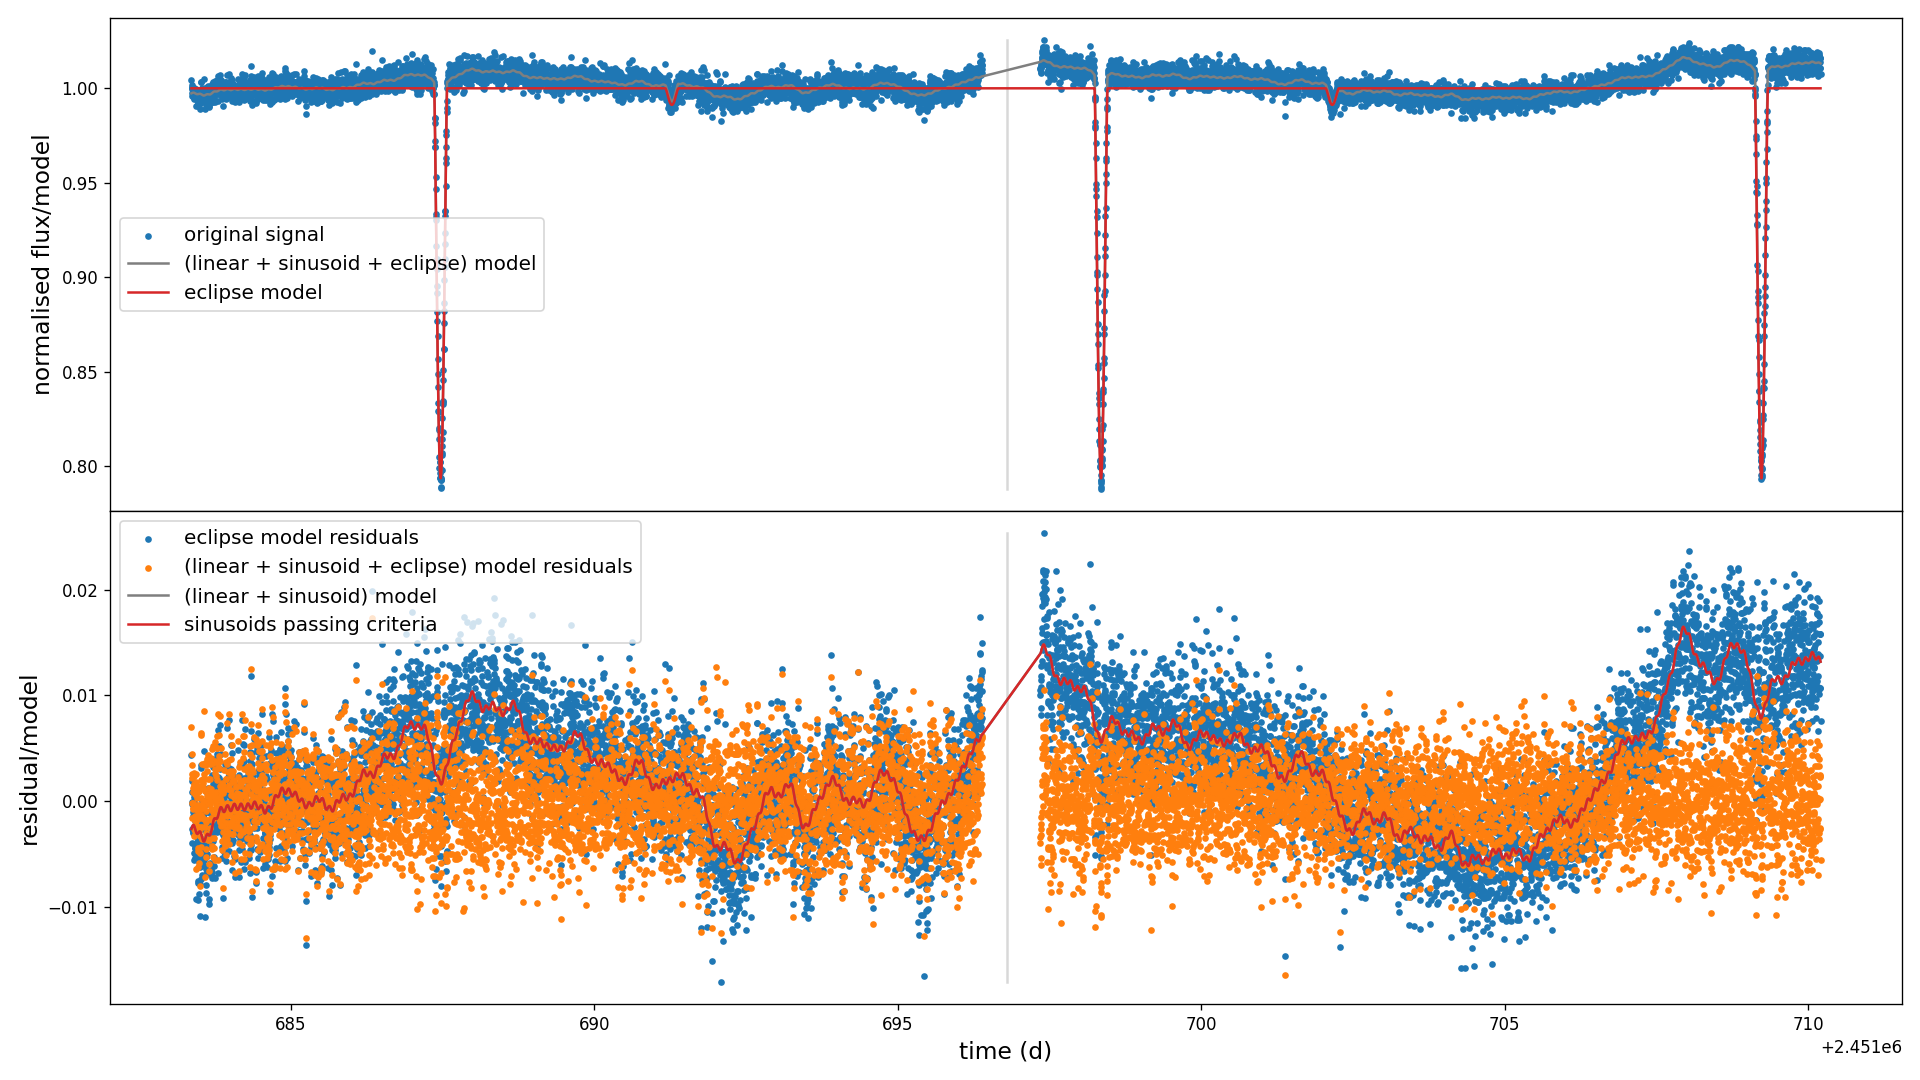 normalised flux/model
1.00
0.95
0.90
0.85
0.80
original signal
(linear + sinusoid + eclipse) model
eclipse model
residual/model
0.02
0.01
0.00
−0.01
eclipse model residuals
(linear + sinusoid + eclipse) model residuals
(linear + sinusoid) model
sinusoids passing criteria
685 690 695 700 705 710
time (d)
+2.451e6